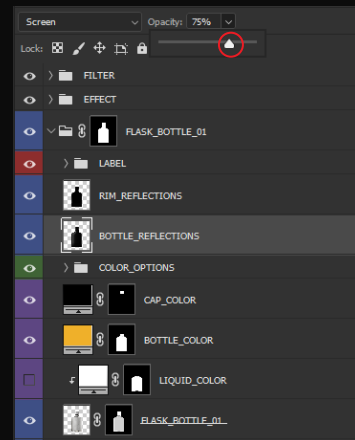 Screen Opacity: 75%
Lock:
FILTER
EFFECT
FLASK_BOTTLE_01
LABEL
RIM_REFLECTIONS
BOTTLE_REFLECTIONS
COLOR_OPTIONS
CAP_COLOR
BOTTLE_COLOR
LIQUID_COLOR
FLASK_BOTTLE_01